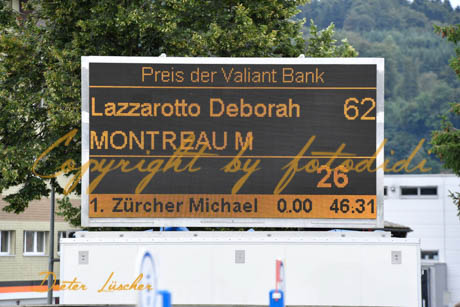 Preis der Valiant Bank
Lazzarotto Deborah 62
MONTREAU M
Copyright by fotodidi
26
1. Zürcher Michael 0.00 46.31
Dieter Lüscher